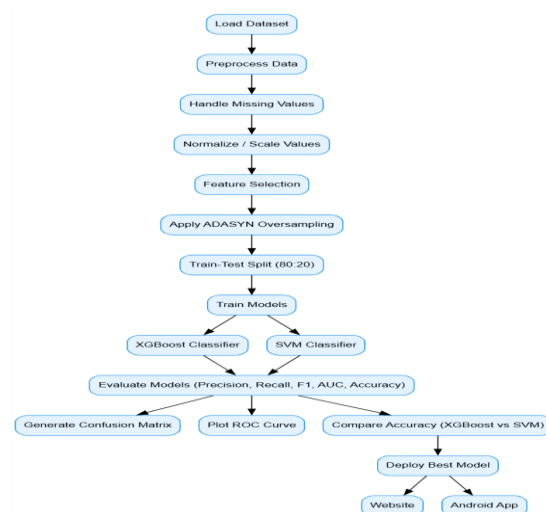 Load Dataset
Preprocess Data
Handle Missing Values
Normalize / Scale Values
Feature Selection
Apply ADASYN Oversampling
Train-Test Split (80:20)
Train Models
XGBoost Classifier
SVM Classifier
Evaluate Models (Precision, Recall, F1, AUC, Accuracy)
Generate Confusion Matrix
Plot ROC Curve
Compare Accuracy (XGBoost vs SVM)
Deploy Best Model
Website
Android App